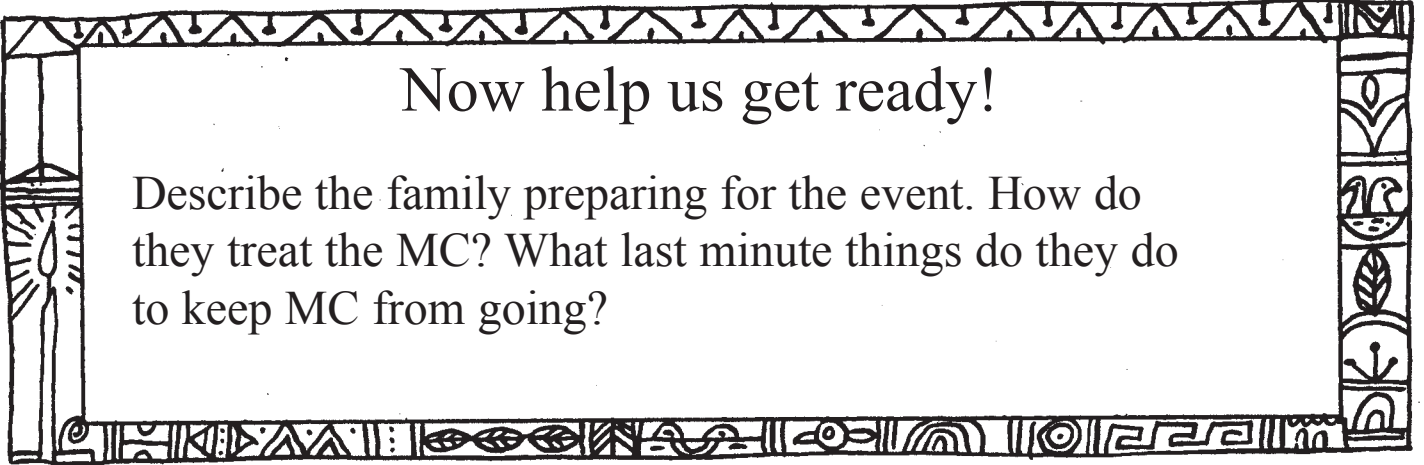 Now help us get ready!
Describe the family preparing for the event. How do
they treat the MC? What last minute things do they do
to keep MC from going?